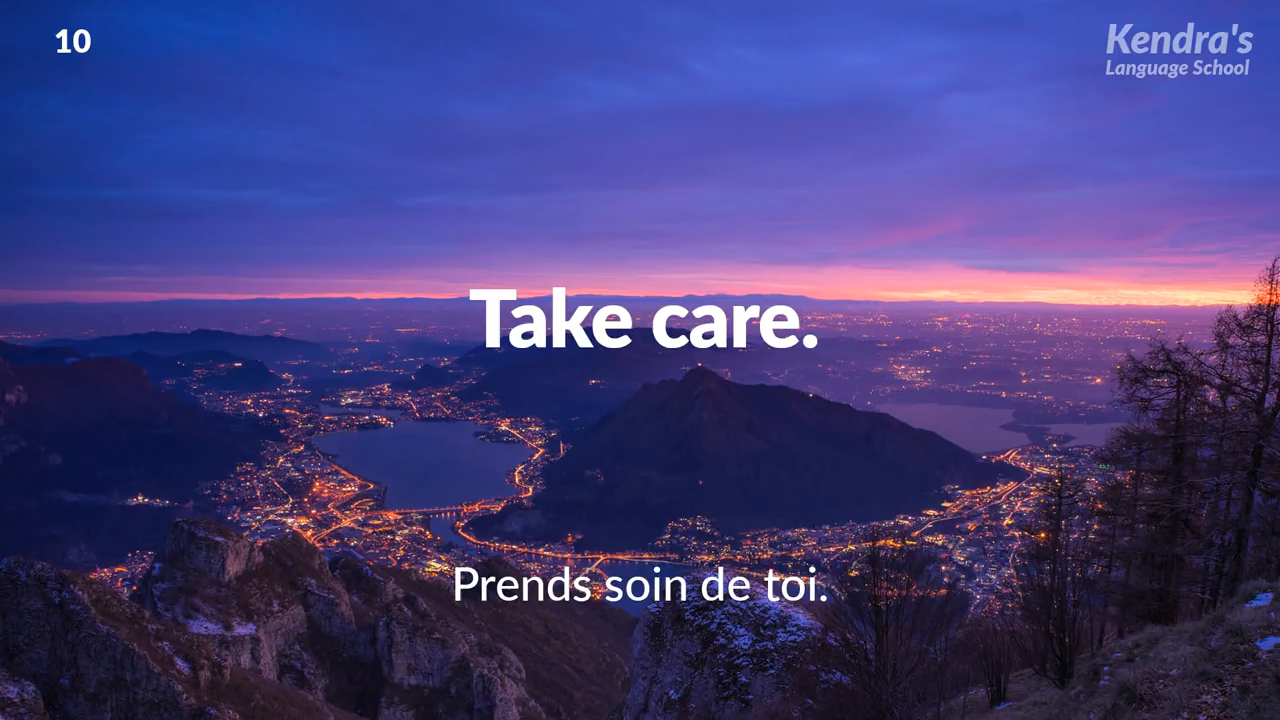 10
Kendra's
Language School
Take care.
Prends soin de toi.